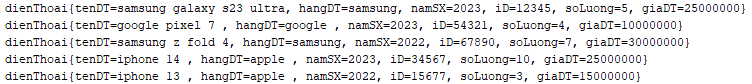 dienThoai{tenDT=samsung galaxy s23 ultra, hangDT=samsung, namSX=2023, iD=12345, soLuong=5, giaDT=25000000}
dienThoai{tenDT=google pixel 7 , hangDT=google , namSX=2023, iD=54321, soLuong=4, giaDT=10000000}
dienThoai{tenDT=samsung z fold 4, hangDT=samsung, namSX=2022, iD=67890, soLuong=7, giaDT=30000000}
dienThoai{tenDT=iphone 14 , hangDT=apple , namSX=2023, iD=34567, soLuong=10, giaDT=25000000}
dienThoai{tenDT=iphone 13 , hangDT=apple , namSX=2022, iD=15677, soLuong=3, giaDT=15000000}